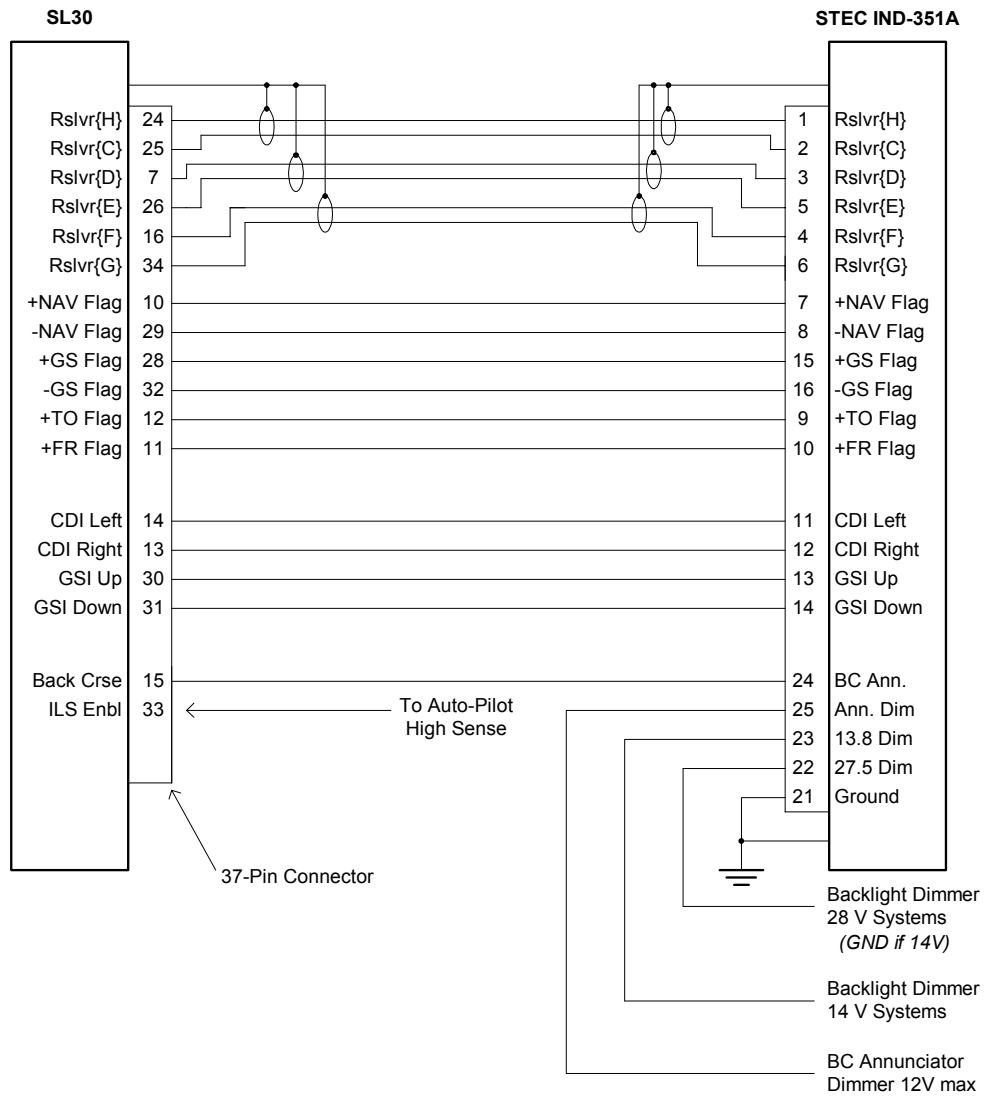 SL30
STEC IND-351A
Rslvr{H} 24 1 Rslvr{H}
Rslvr{C} 25 2 Rslvr{C}
Rslvr{D} 7 3 Rslvr{D}
Rslvr{E} 26 5 Rslvr{E}
Rslvr{F} 16 4 Rslvr{F}
Rslvr{G} 34 6 Rslvr{G}
+NAV Flag 10 7 +NAV Flag
-NAV Flag 29 8 -NAV Flag
+GS Flag 28 15 +GS Flag
-GS Flag 32 16 -GS Flag
+TO Flag 12 9 +TO Flag
+FR Flag 11 10 +FR Flag
CDI Left 14 11 CDI Left
CDI Right 13 12 CDI Right
GSI Up 30 13 GSI Up
GSI Down 31 14 GSI Down
Back Crse 15 24 BC Ann.
ILS Enbl 33 To Auto-Pilot 25 Ann. Dim
High Sense
23 13.8 Dim
22 27.5 Dim
21 Ground
37-Pin Connector
Backlight Dimmer
28 V Systems
(GND if 14V)
Backlight Dimmer
14 V Systems
BC Annunciator
Dimmer 12V max